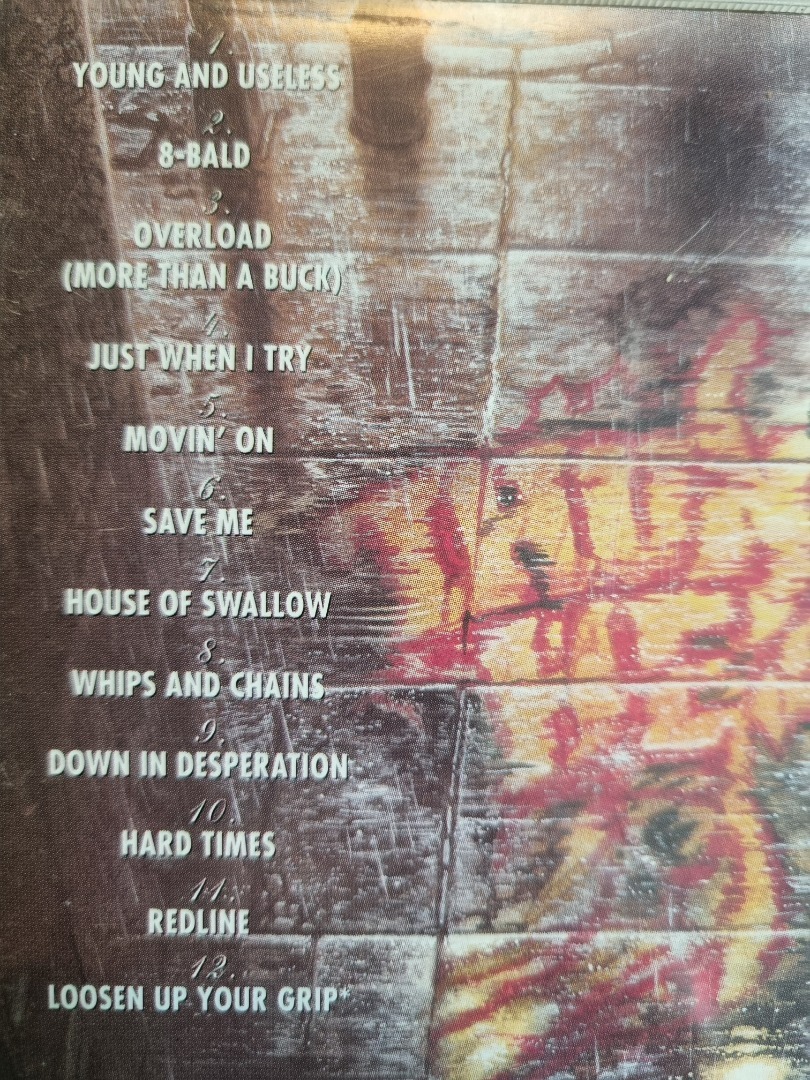 1.
YOUNG AND USELESS
2.
8-BALD
3.
OVERLOAD
(MORE THAN A BUCK)
4.
JUST WHEN I TRY
5.
MOVIN' ON
6.
SAVE ME
7.
HOUSE OF SWALLOW
8.
WHIPS AND CHAINS
9.
DOWN IN DESPERATION
10.
HARD TIMES
11.
REDLINE
12.
LOOSEN UP YOUR GRIP*